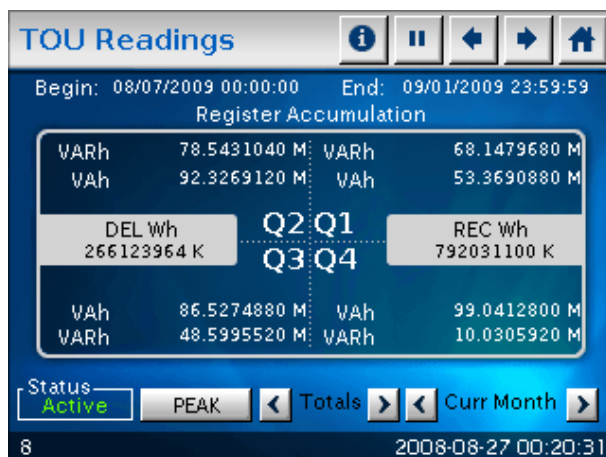 TOU Readings
Begin: 08/07/2009 00:00:00 End: 09/01/2009 23:59:59
Register Accumulation
VARh 78.5431040 M VARh 68.1479680 M
VAh 92.3269120 M VAh 53.3690880 M
DEL Wh Q2 Q1 REC Wh
266123964 K Q3 Q4 792031100 K
VAh 86.5274880 M VAh 99.0412800 M
VARh 48.5995520 M VARh 10.0305920 M
Status
Active PEAK Totals Curr Month
8 2008-08-27 00:20:31